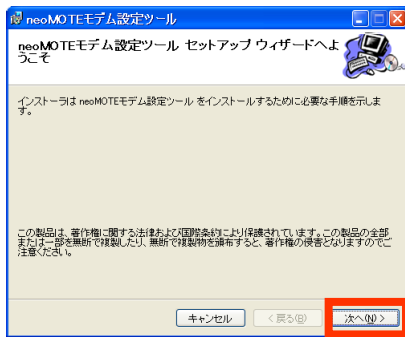 neoMOTEモデム設定ツール
neoMOTEモデム設定ツール セットアップ ウィザードへよ
うこそ
インストーラは neoMOTEモデム設定ツール をインストールするために必要な手順を示しま
す。
この製品は、著作権に関する法律および国際条約により保護されています。この製品の全部
または一部を無断で複製したり、無断で複製物を頒布すると、著作権の侵害となりますのでご
注意ください。
キャンセル < 戻る(B) 次へ(N) >